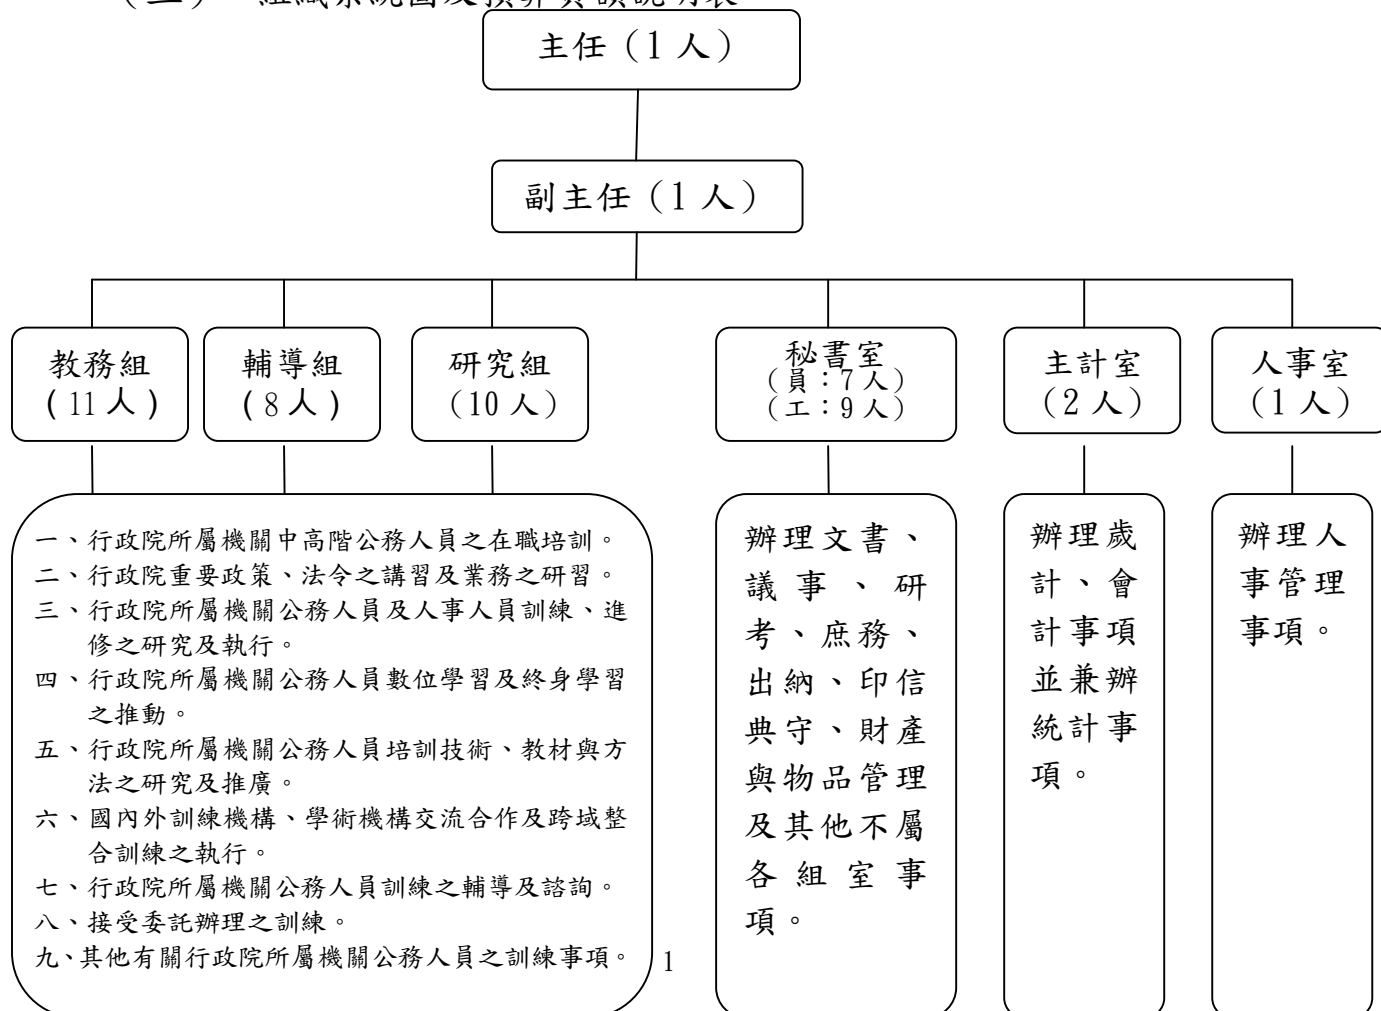 組織系統圖及預算員額說明表
主任（1 人）
副主任（1 人）
教務組
（11 人）
輔導組
（8 人）
研究組
（10 人）
秘書室
（員：7 人）
（工：9 人）
主計室
（2 人）
人事室
（1 人）
一、行政院所屬機關中高階公務人員之在職培訓。
二、行政院重要政策、法令之講習及業務之研習。
三、行政院所屬機關公務人員及人事人員訓練、進
修之研究及執行。
四、行政院所屬機關公務人員數位學習及終身學習
之推動。
五、行政院所屬機關公務人員培訓技術、教材與方
法之研究及推廣。
六、國內外訓練機構、學術機構交流合作及跨域整
合訓練之執行。
七、行政院所屬機關公務人員訓練之輔導及諮詢。
八、接受委託辦理之訓練。
九、其他有關行政院所屬機關公務人員之訓練事項。
辦理文書、
議事、研
考、庶務、
出納、印信
典守、財產
與物品管理
及其他不屬
各組室事
項。
辦理歲
計、會
計事項
並兼辦
統計事
項。
辦理人
事管理
事項。
1